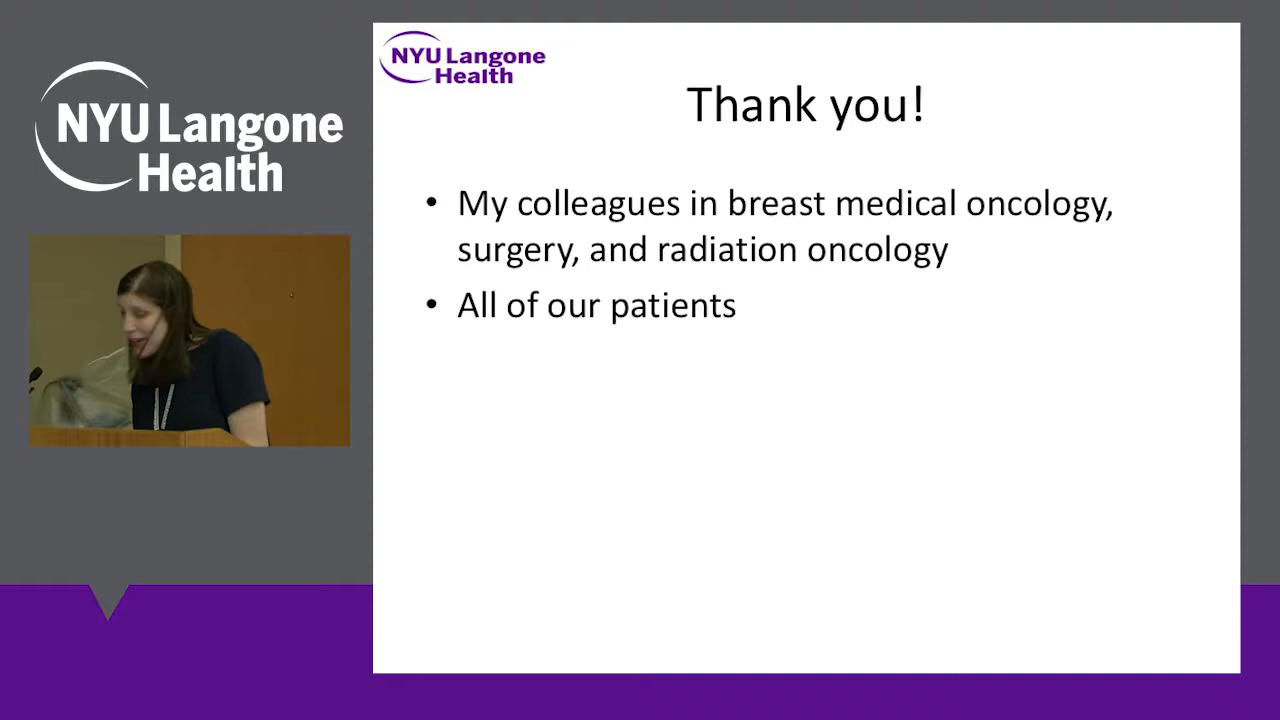 NYU Langone
Health
NYU Langone
Health
Thank you!
• My colleagues in breast medical oncology,
surgery, and radiation oncology
• All of our patients